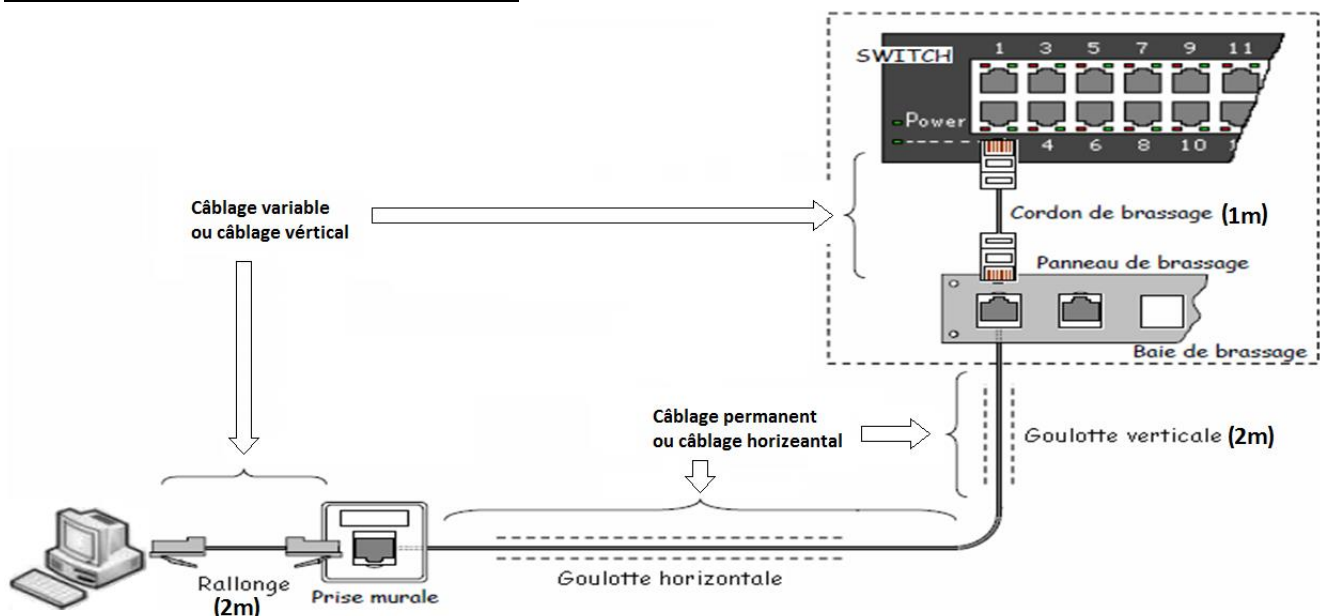 SWITCH
1 3 5 7 9 11
Power
4 6 8 10 1
Câblage variable
ou câblage vértical
Cordon de brassage (1m)
Panneau de brassage
Baie de brassage
Câblage permanent
ou câblage horizeantal
Goulotte verticale (2m)
Goulotte horizontale
Rallonge
(2m)
Prise murale